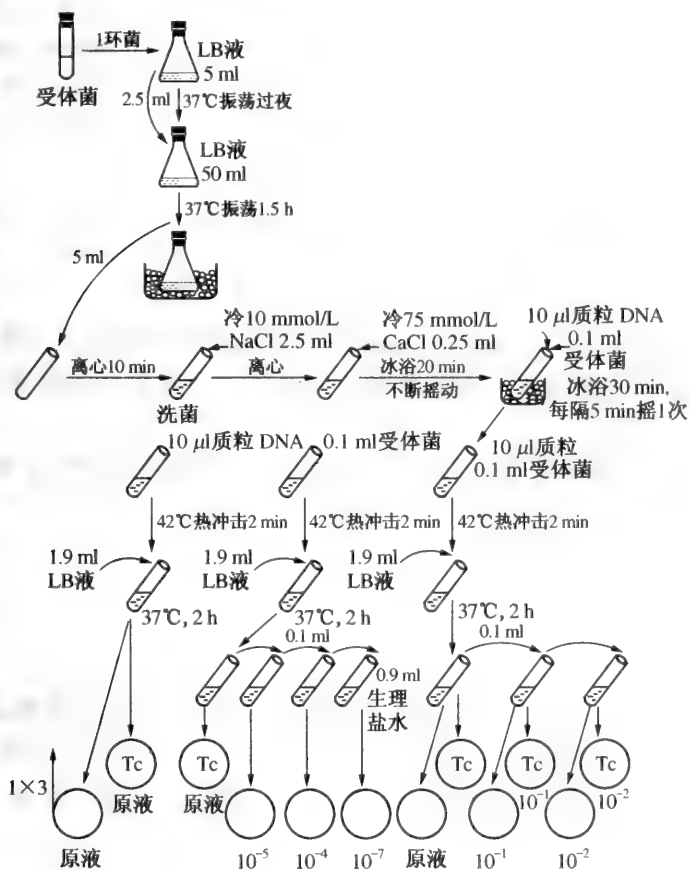 1环菌
LB液
5 ml
受体菌
2.5 ml
37℃振荡过夜
LB液
50 ml
37℃振荡1.5 h
5 ml
冷10 mmol/L
NaCl 2.5 ml
冷75 mmol/L
CaCl 0.25 ml
10 μl质粒 DNA
0.1 ml
受体菌
离心10 min
离心
冰浴20 min
不断摇动
冰浴30 min,
每隔5 min摇1次
洗菌
10 μl质粒 DNA
0.1 ml受体菌
10 μl质粒
0.1 ml受体菌
42℃热冲击2 min
42℃热冲击2 min
42℃热冲击2 min
1.9 ml
LB液
1.9 ml
LB液
1.9 ml
LB液
37℃, 2 h
37℃, 2 h
37℃, 2 h
0.1 ml
0.1 ml
0.9 ml
生理
盐水
Tc
Tc
Tc
Tc
Tc
1×3
原液
原液
10⁻¹
10⁻²
原液
10⁻⁵
10⁻⁴
10⁻⁷
原液
10⁻¹
10⁻²